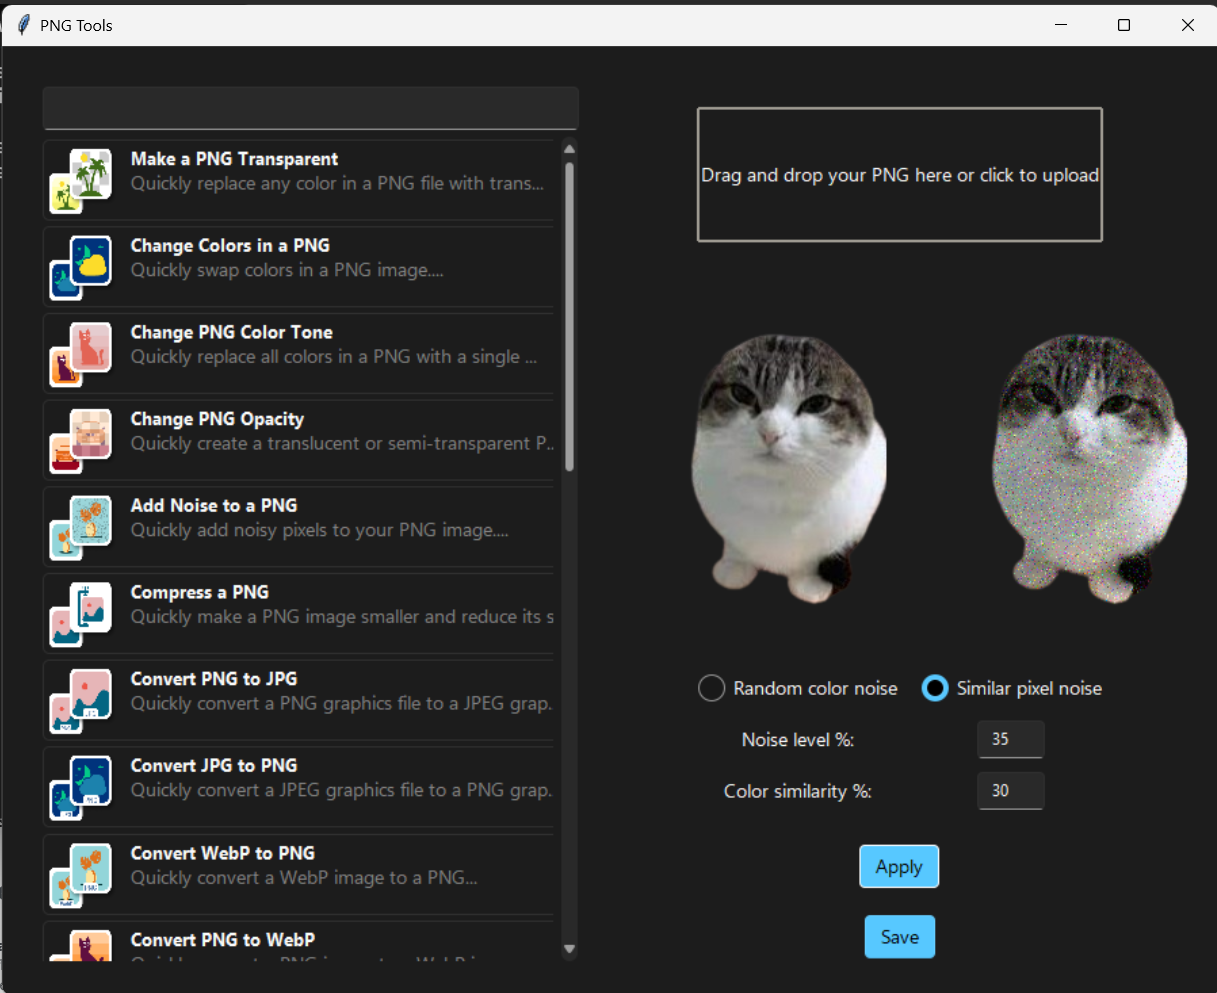 PNG Tools
Make a PNG Transparent
Quickly replace any color in a PNG file with trans...
Change Colors in a PNG
Quickly swap colors in a PNG image....
Change PNG Color Tone
Quickly replace all colors in a PNG with a single ...
Change PNG Opacity
Quickly create a translucent or semi-transparent P...
Add Noise to a PNG
Quickly add noisy pixels to your PNG image....
Compress a PNG
Quickly make a PNG image smaller and reduce its s
Convert PNG to JPG
Quickly convert a PNG graphics file to a JPEG grap.
Convert JPG to PNG
Quickly convert a JPEG graphics file to a PNG grap.
Convert WebP to PNG
Quickly convert a WebP image to a PNG...
Convert PNG to WebP
Drag and drop your PNG here or click to upload
Random color noise
Similar pixel noise
Noise level %:
35
Color similarity %:
30
Apply
Save